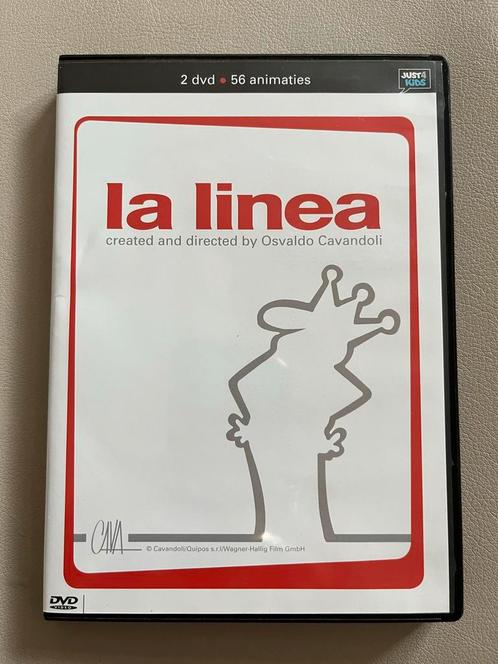 2 dvd • 56 animaties
JUST4
KIDS
la linea
created and directed by Osvaldo Cavandoli
CAVA
© Cavandoli/Quipos s.r.l/Wagner-Hallig Film GmbH
DVD
VIDEO